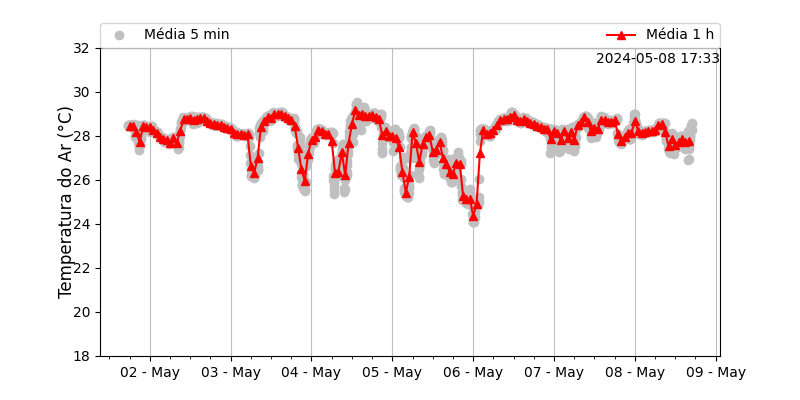 Média 5 min
Média 1 h
2024-05-08 17:33
Temperatura do Ar (°C)
32
30
28
26
24
22
20
18
02 - May
03 - May
04 - May
05 - May
06 - May
07 - May
08 - May
09 - May